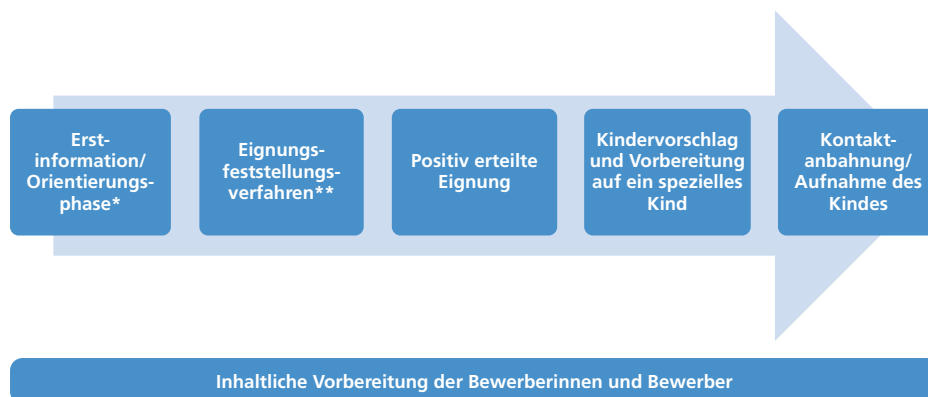 Erst-
information/
Orientierungs-
phase*
Eignungs-
feststellungs-
verfahren**
Positiv erteilte
Eignung
Kindervorschlag
und Vorbereitung
auf ein spezielles
Kind
Kontakt-
anbahnung/
Aufnahme des
Kindes
Inhaltliche Vorbereitung der Bewerberinnen und Bewerber